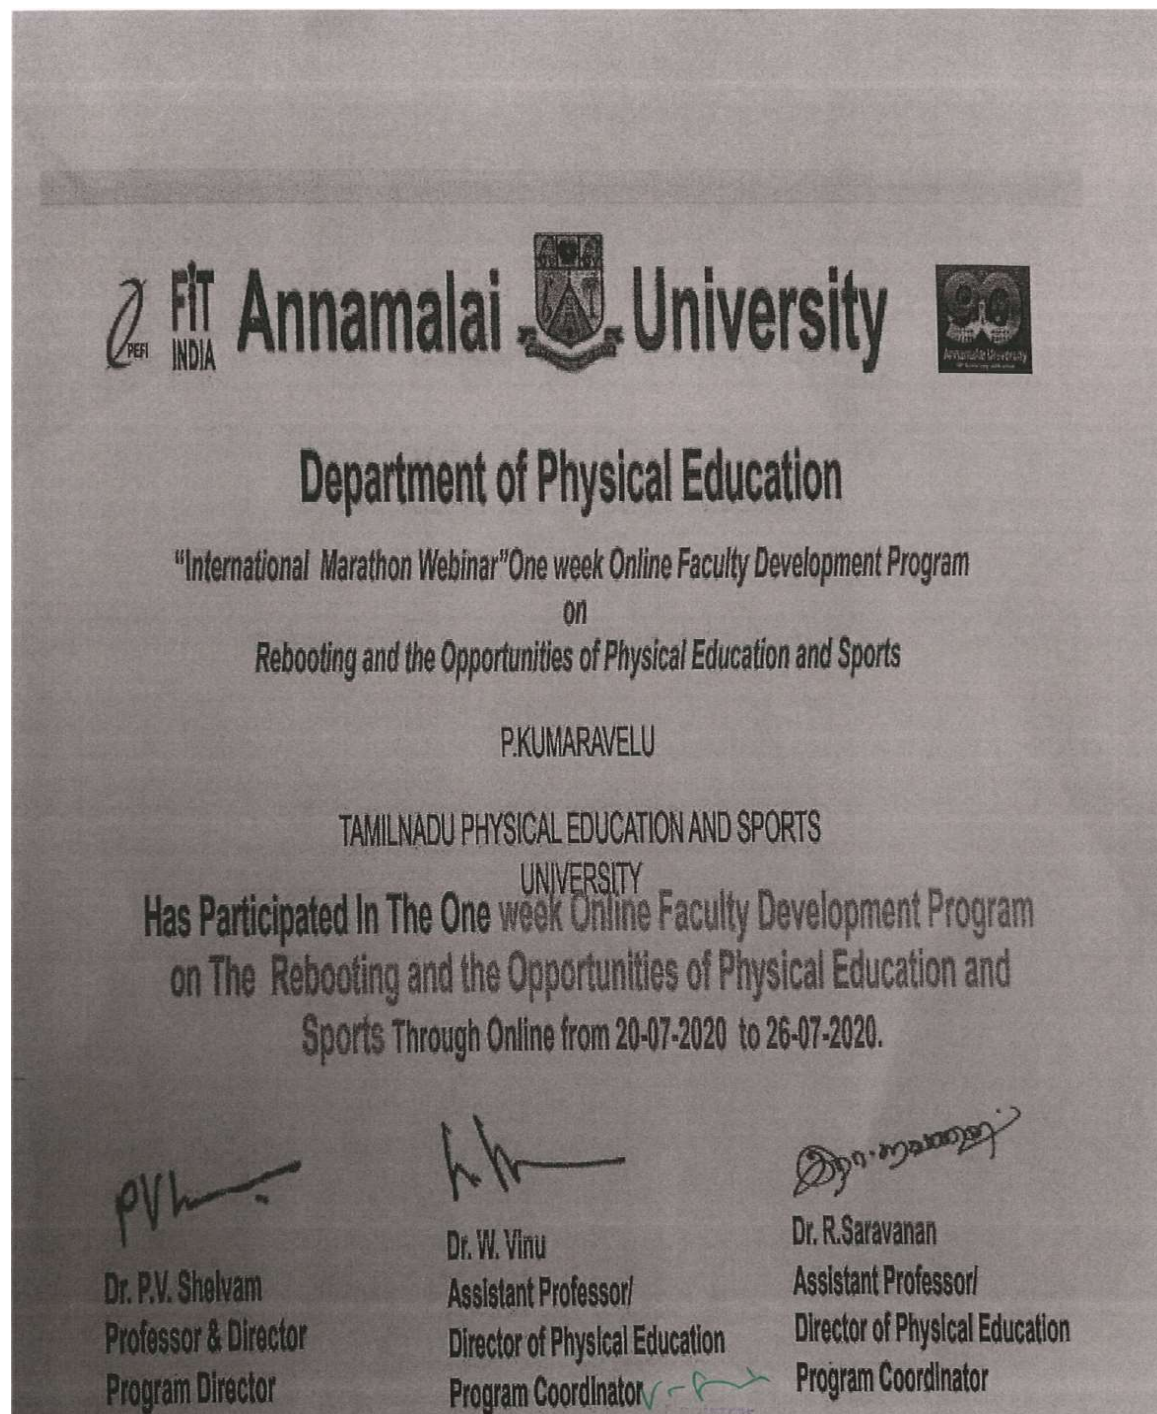 PEFI
FIT
INDIA
Annamalai University
Annamalai University
Department of Physical Education
“International Marathon Webinar”One week Online Faculty Development Program
on
Rebooting and the Opportunities of Physical Education and Sports
P.KUMARAVELU
TAMILNADU PHYSICAL EDUCATION AND SPORTS
UNIVERSITY
Has Participated In The One week Online Faculty Development Program
on The Rebooting and the Opportunities of Physical Education and
Sports Through Online from 20-07-2020 to 26-07-2020.
Dr. P.V. Shelvam
Professor & Director
Program Director
Dr. W. Vinu
Assistant Professor/
Director of Physical Education
Program Coordinator
Dr. R.Saravanan
Assistant Professor/
Director of Physical Education
Program Coordinator